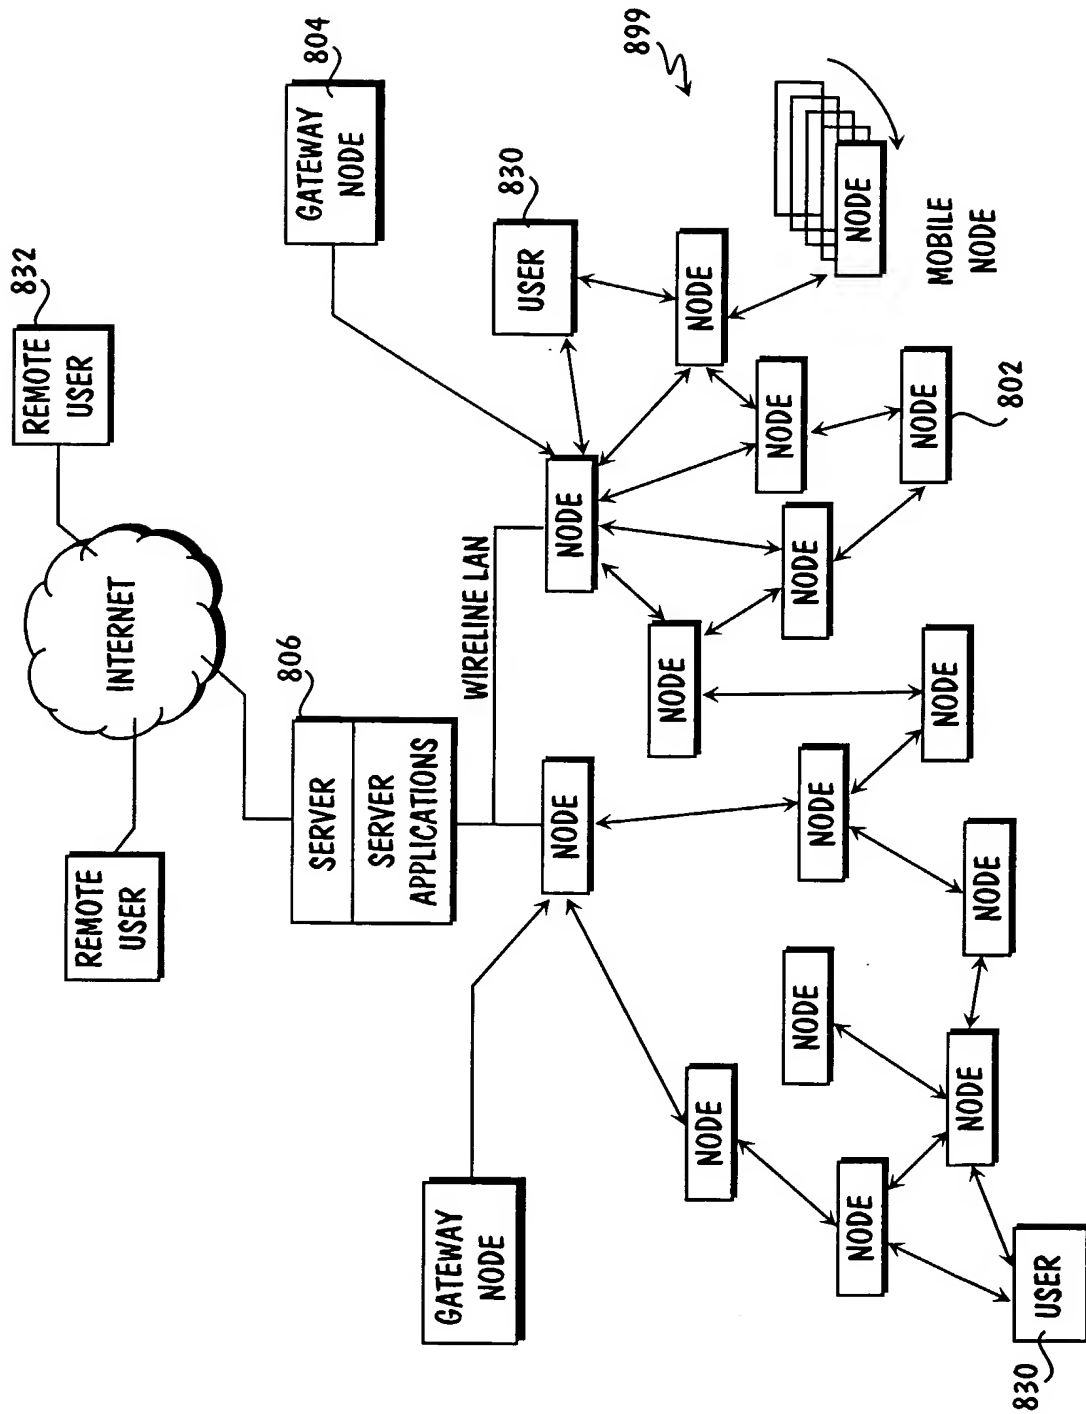 832
REMOTE
USER
REMOTE
USER
INTERNET
806
SERVER
SERVER
APPLICATIONS
804
GATEWAY
NODE
GATEWAY
NODE
WIRELINE LAN
830
USER
NODE
NODE
899
NODE
NODE
NODE
NODE
NODE
NODE
NODE
NODE
NODE
MOBILE
NODE
NODE
802
NODE
NODE
NODE
USER
830